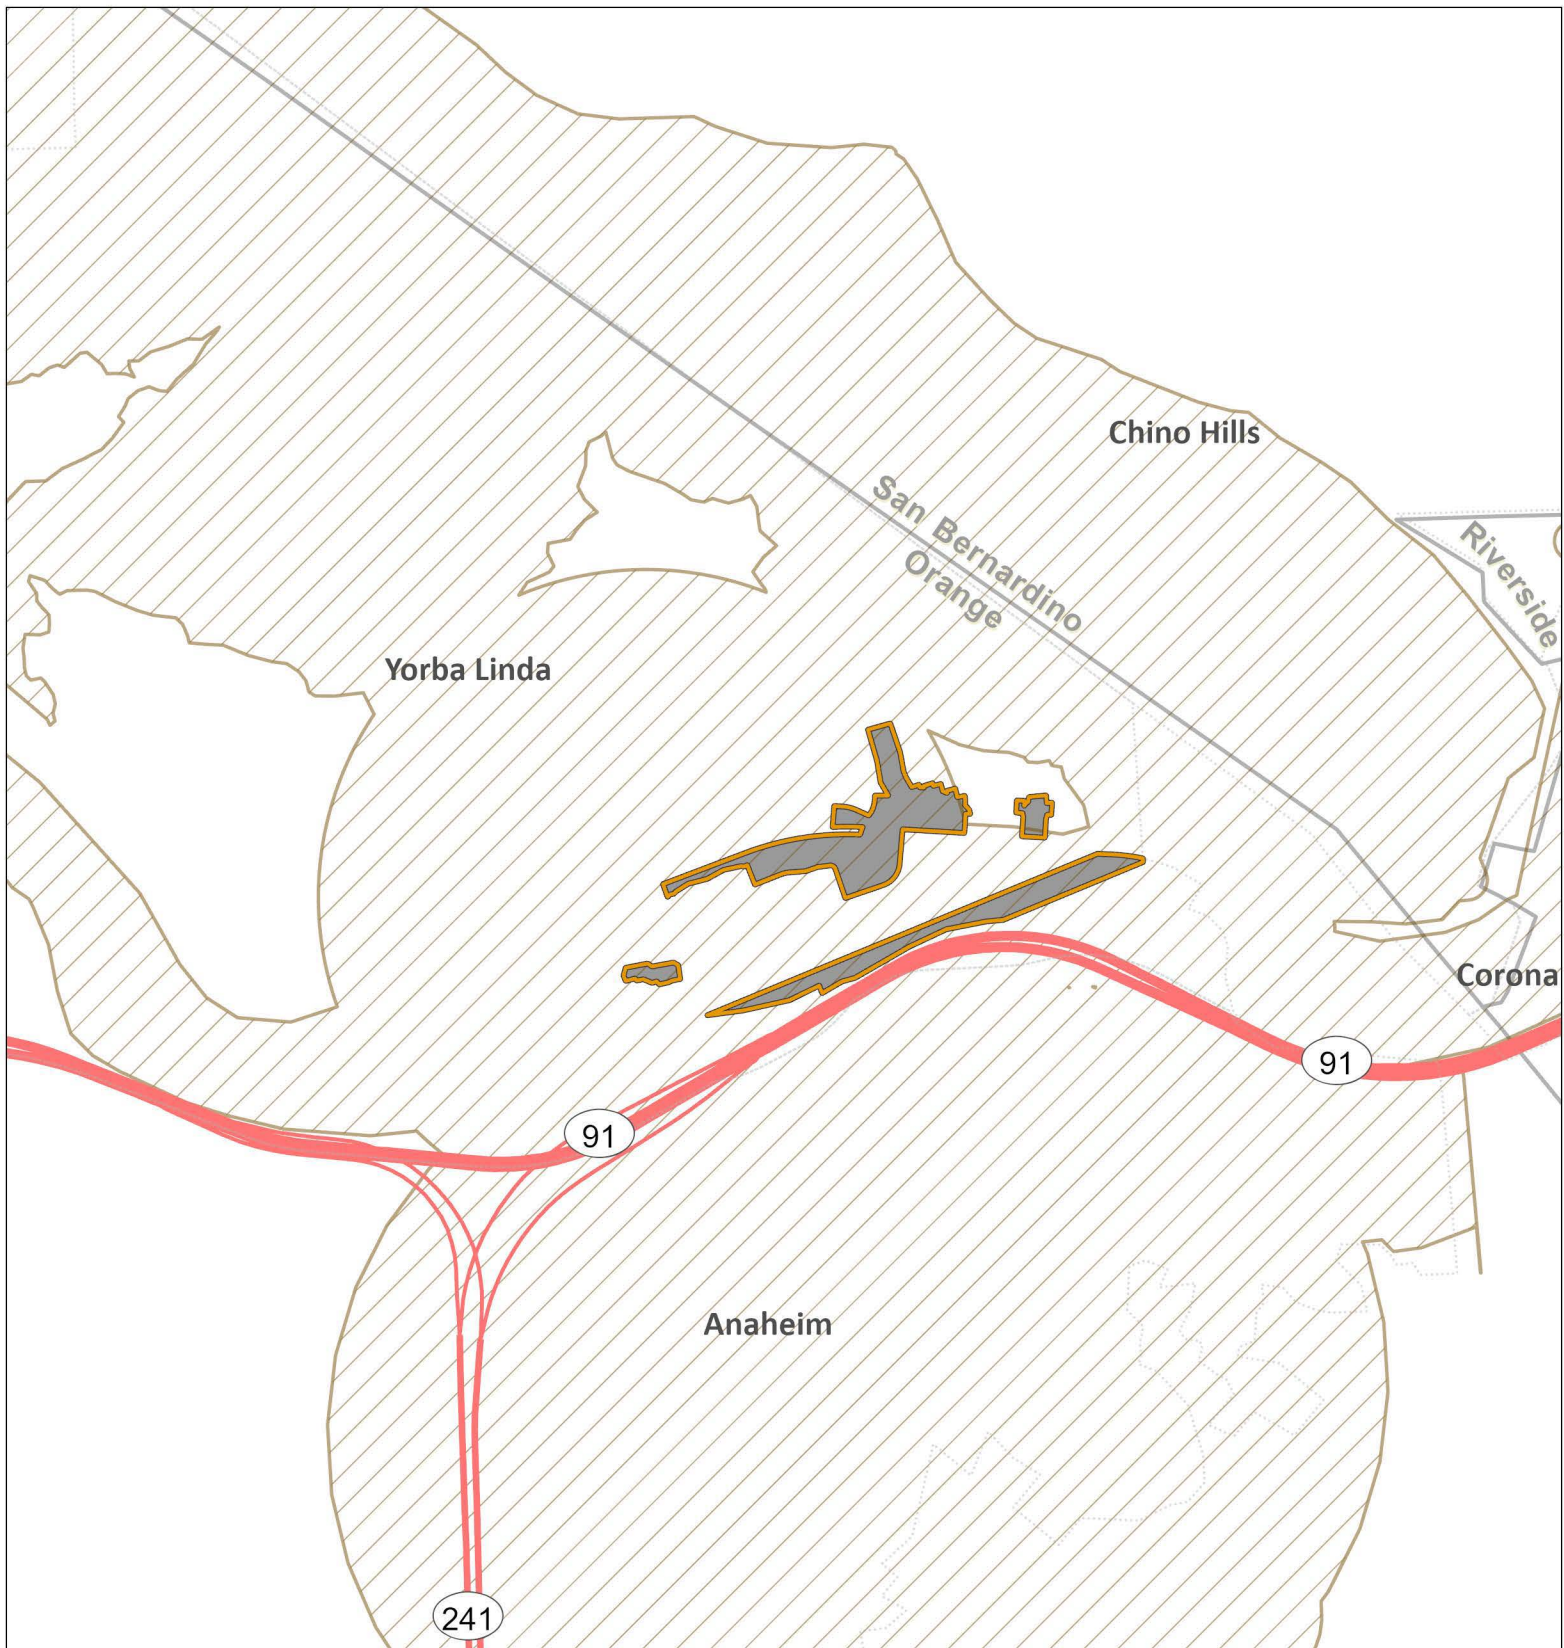 Chino Hills
San Bernardino
Orange
Riverside
Yorba Linda
Corona
91
91
Anaheim
241